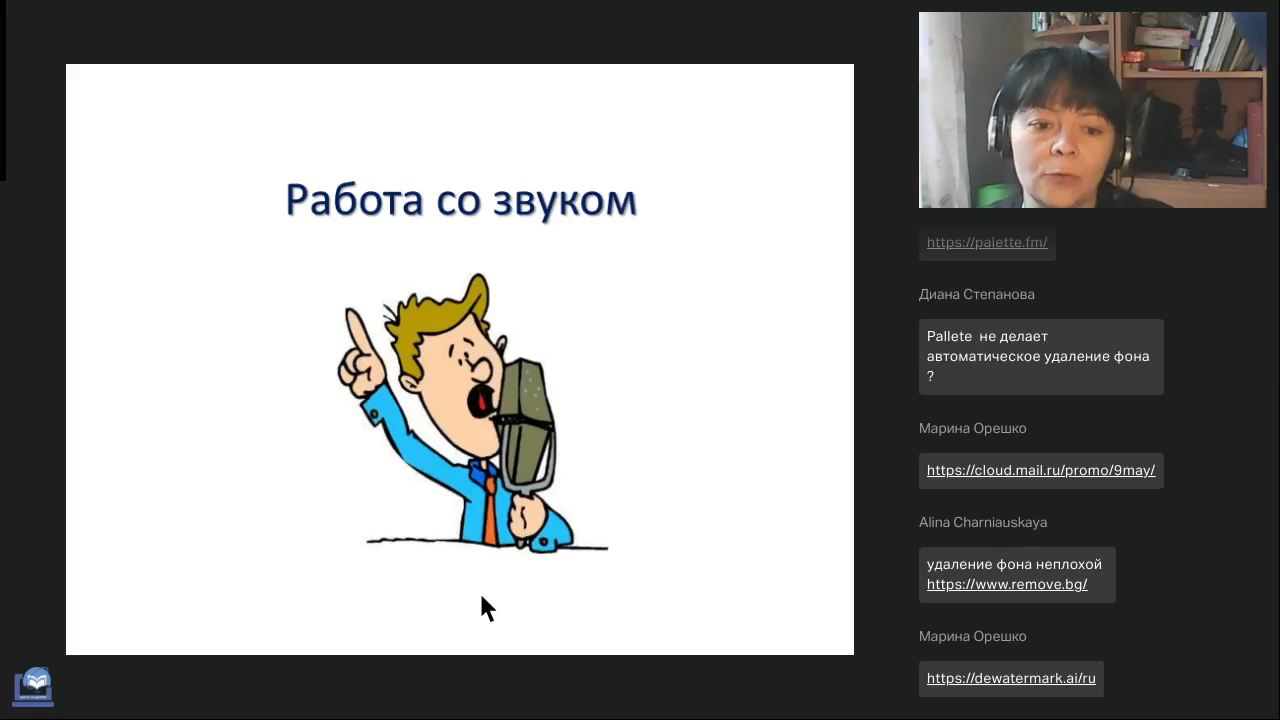 Работа со звуком
https://palette.fm/
Диана Степанова
Pallete не делает
автоматическое удаление фона
?
Марина Орешко
https://cloud.mail.ru/promo/9may/
Alina Charniauskaya
удаление фона неплохой
https://www.remove.bg/
Марина Орешко
https://dewatermark.ai/ru